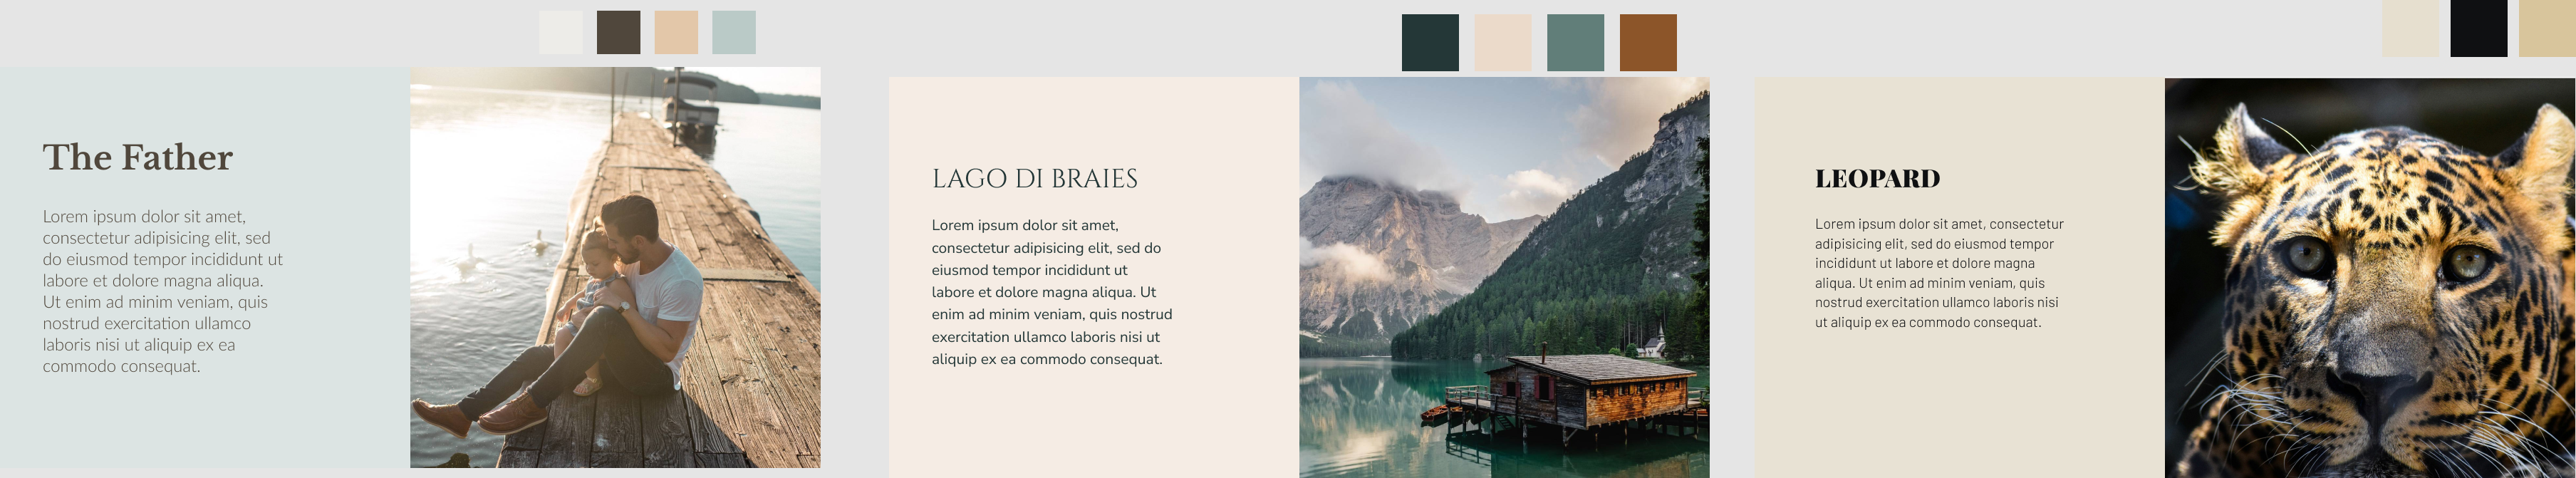 The Father
Lorem ipsum dolor sit amet,
consectetur adipisicing elit, sed
do eiusmod tempor incididunt ut
labore et dolore magna aliqua.
Ut enim ad minim veniam, quis
nostrud exercitation ullamco
laboris nisi ut aliquip ex ea
commodo consequat.
LAGO DI BRAIES
Lorem ipsum dolor sit amet,
consectetur adipisicing elit, sed do
eiusmod tempor incididunt ut
labore et dolore magna aliqua. Ut
enim ad minim veniam, quis nostrud
exercitation ullamco laboris nisi ut
aliquip ex ea commodo consequat.
LEOPARD
Lorem ipsum dolor sit amet, consectetur
adipisicing elit, sed do eiusmod tempor
incididunt ut labore et dolore magna
aliqua. Ut enim ad minim veniam, quis
nostrud exercitation ullamco laboris nisi
ut aliquip ex ea commodo consequat.